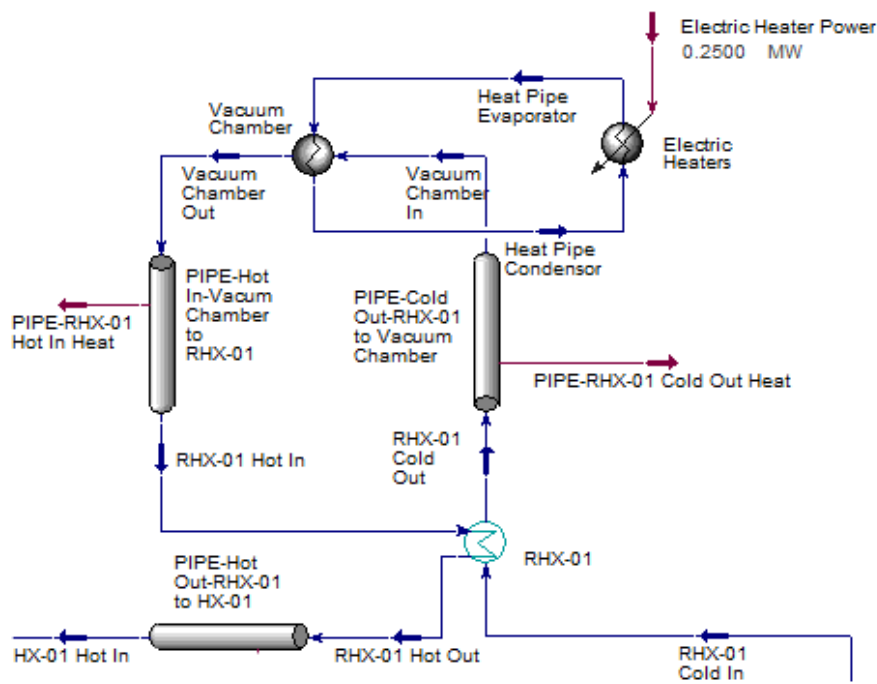 Electric Heater Power
0.2500 MW
Heat Pipe
Evaporator
Vacuum
Chamber
Electric
Heaters
Vacuum
Chamber
Out
Vacuum
Chamber
In
Heat Pipe
Condensor
PIPE-Hot
In-Vacum
Chamber
to
RHX-01
PIPE-Cold
Out-RHX-01
to Vacuum
Chamber
PIPE-RHX-01
Hot In Heat
PIPE-RHX-01 Cold Out Heat
RHX-01 Hot In
RHX-01
Cold
Out
RHX-01
PIPE-Hot
Out-RHX-01
to HX-01
HX-01 Hot In
RHX-01 Hot Out
RHX-01
Cold In